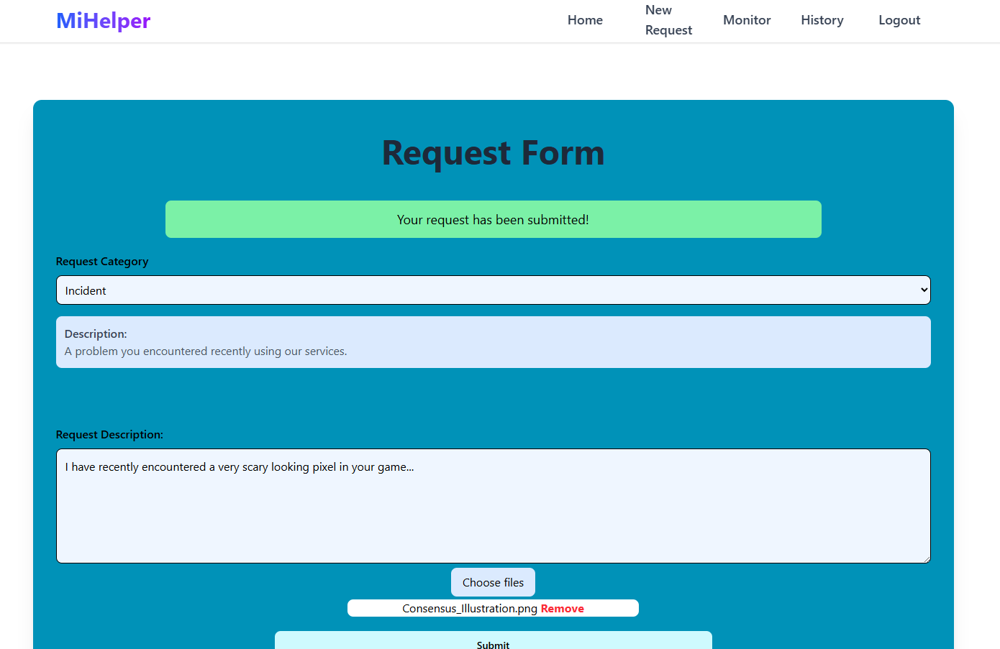 MiHelper
Home
New
Request
Monitor
History
Logout
Request Form
Your request has been submitted!
Request Category
Incident
Description:
A problem you encountered recently using our services.
Request Description:
I have recently encountered a very scary looking pixel in your game...
Choose files
Consensus_Illustration.png Remove
Submit